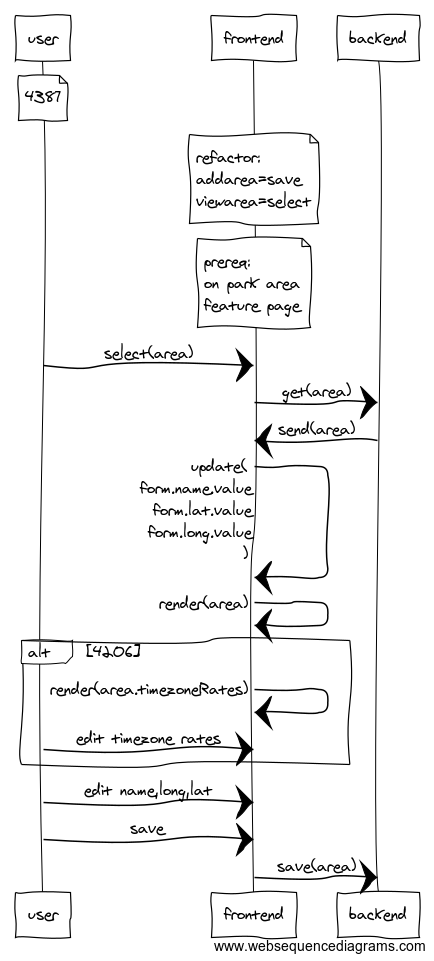 user
frontend
backend
4387
refactor:
addarea=save
viewarea=select
prereq:
on park area
feature page
select(area)
get(area)
send(area)
update(
form.name.value
form.lat.value
form.long.value
)
render(area)
alt [4206]
render(area.timezoneRates)
edit timezone rates
edit name,long,lat
save
save(area)
user
frontend
backend
www.websequencediagrams.com